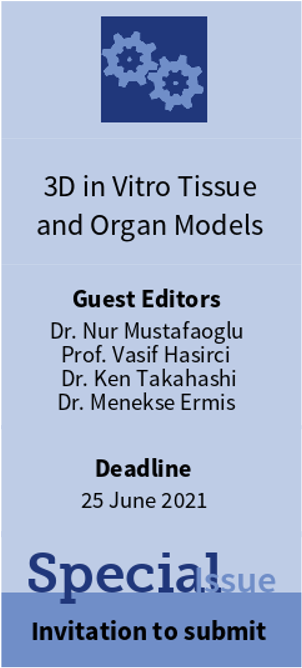 3D in Vitro Tissue
and Organ Models
Guest Editors
Dr. Nur Mustafaoglu
Prof. Vasif Hasirci
Dr. Ken Takahashi
Dr. Menekse Ermis
Deadline
25 June 2021
Special Issue
Invitation to submit